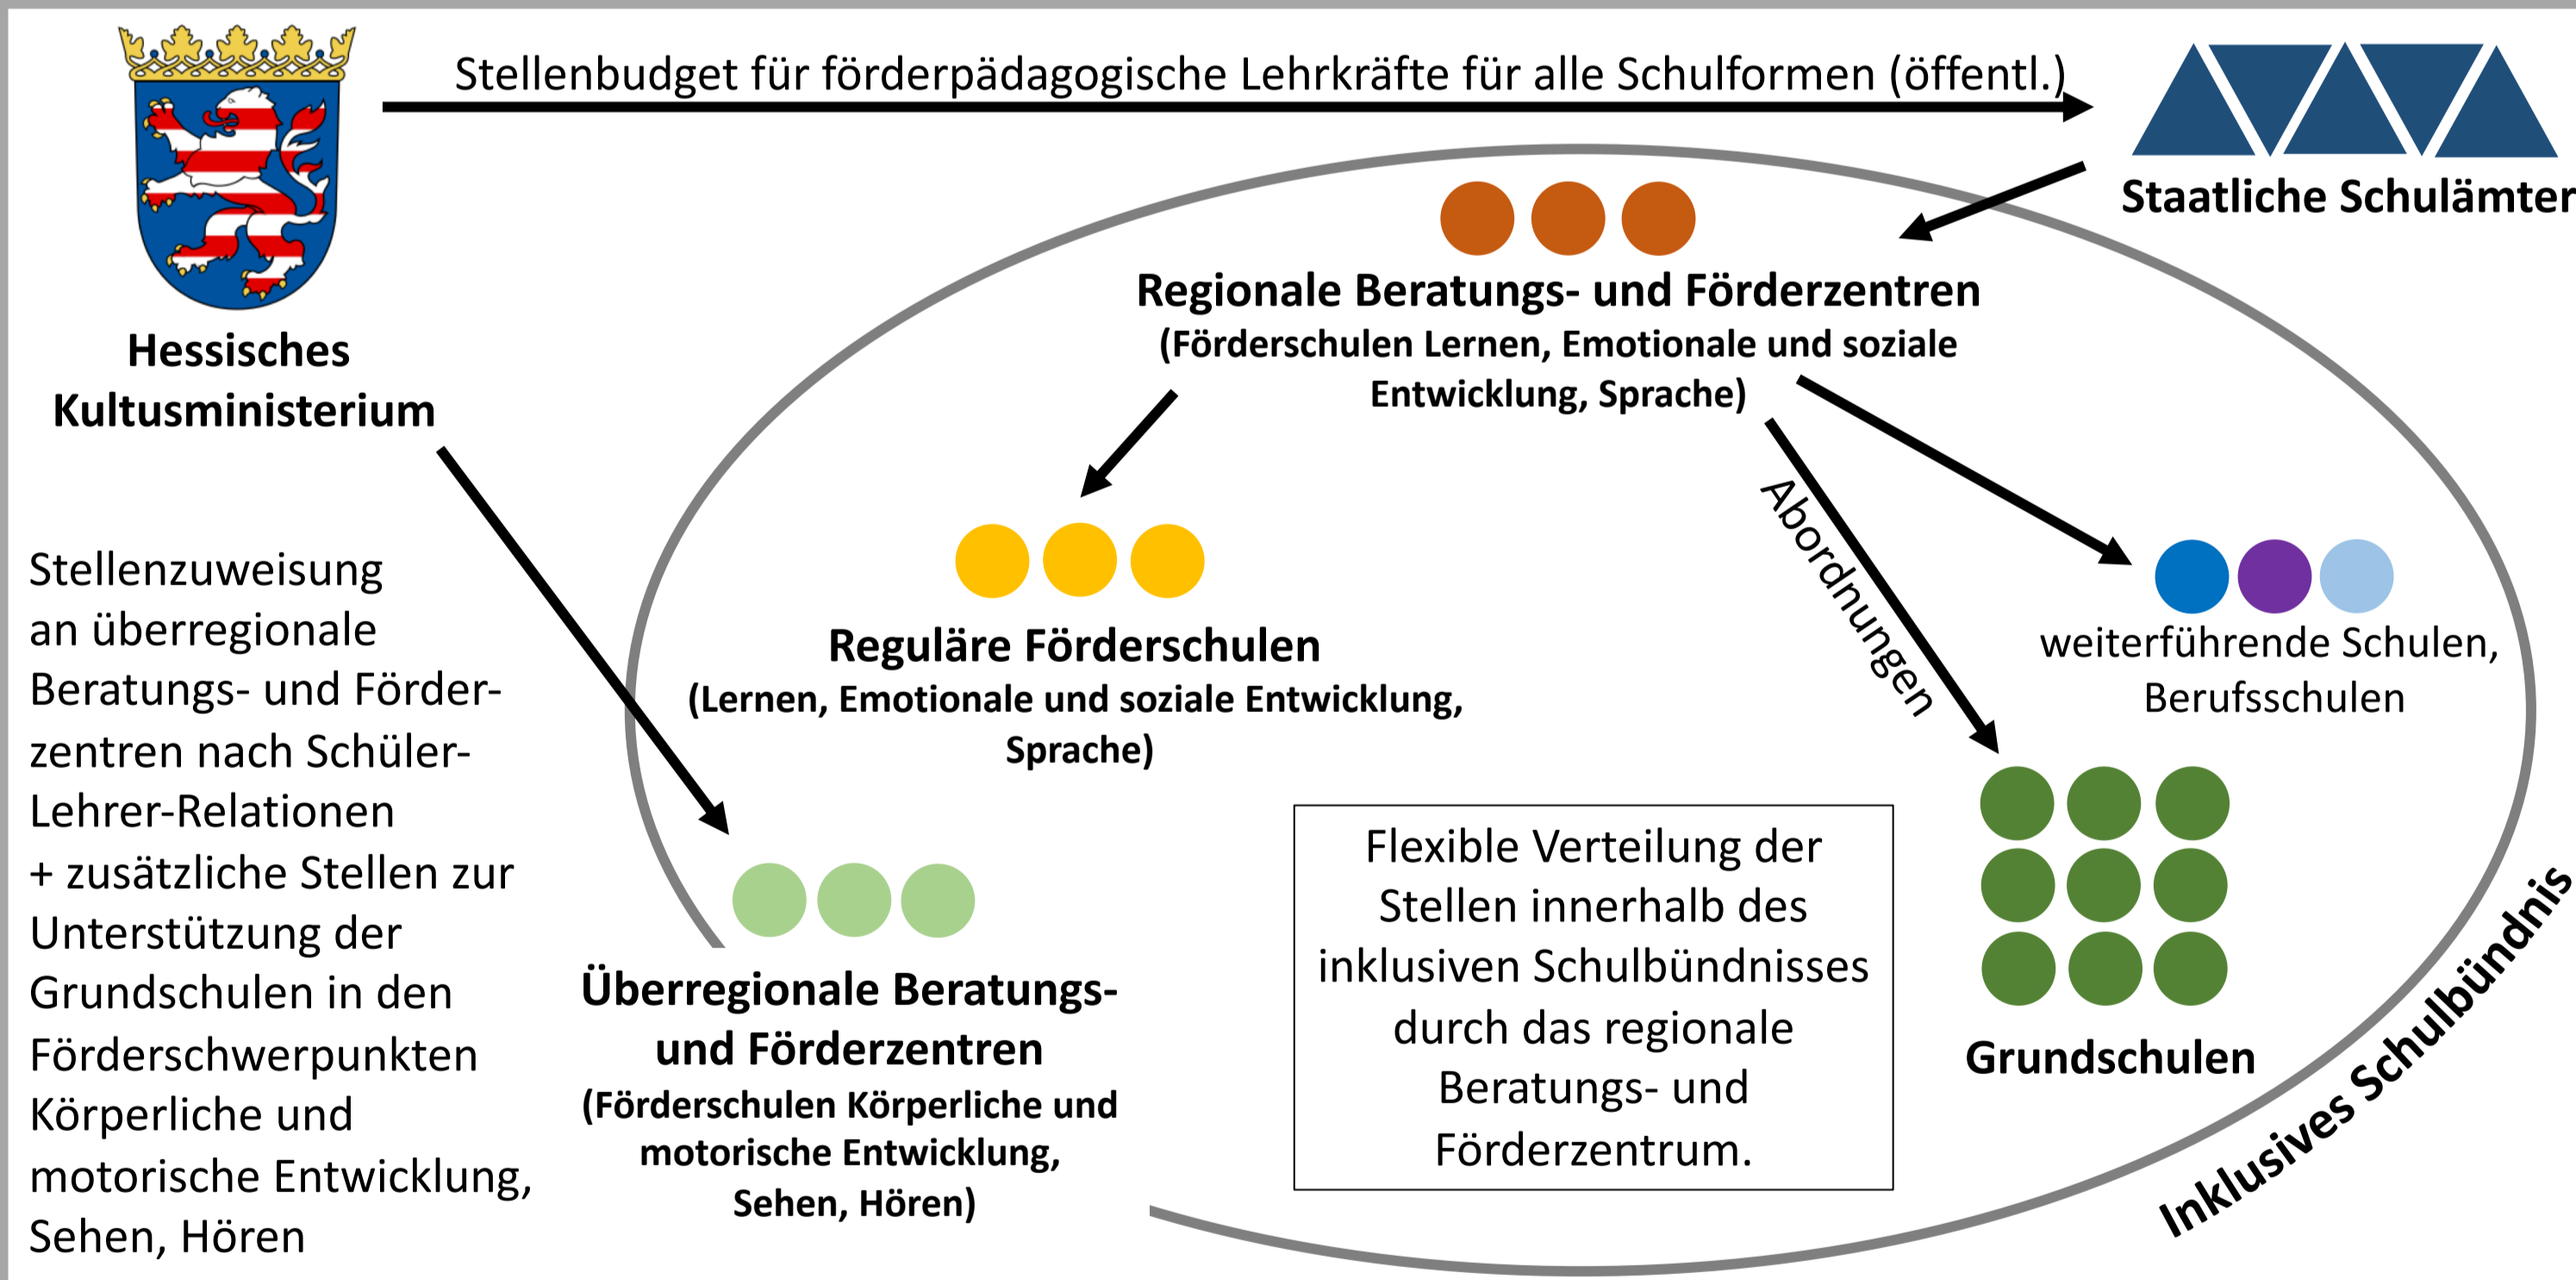 Stellenbudget für förderpädagogische Lehrkräfte für alle Schulformen (öffentl.)
Staatliche Schulämter
Hessisches
Kultusministerium
Regionale Beratungs- und Förderzentren
(Förderschulen Lernen, Emotionale und soziale
Entwicklung, Sprache)
Abordnungen
weiterführende Schulen,
Berufsschulen
Reguläre Förderschulen
(Lernen, Emotionale und soziale Entwicklung,
Sprache)
Stellenzuweisung
an überregionale
Beratungs- und Förder-
zentren nach Schüler-
Lehrer-Relationen
+ zusätzliche Stellen zur
Unterstützung der
Grundschulen in den
Förderschwerpunkten
Körperliche und
motorische Entwicklung,
Sehen, Hören
Überregionale Beratungs-
und Förderzentren
(Förderschulen Körperliche und
motorische Entwicklung,
Sehen, Hören)
Flexible Verteilung der
Stellen innerhalb des
inklusiven Schulbündnisses
durch das regionale
Beratungs- und
Förderzentrum.
Grundschulen
Inklusives Schulbündnis